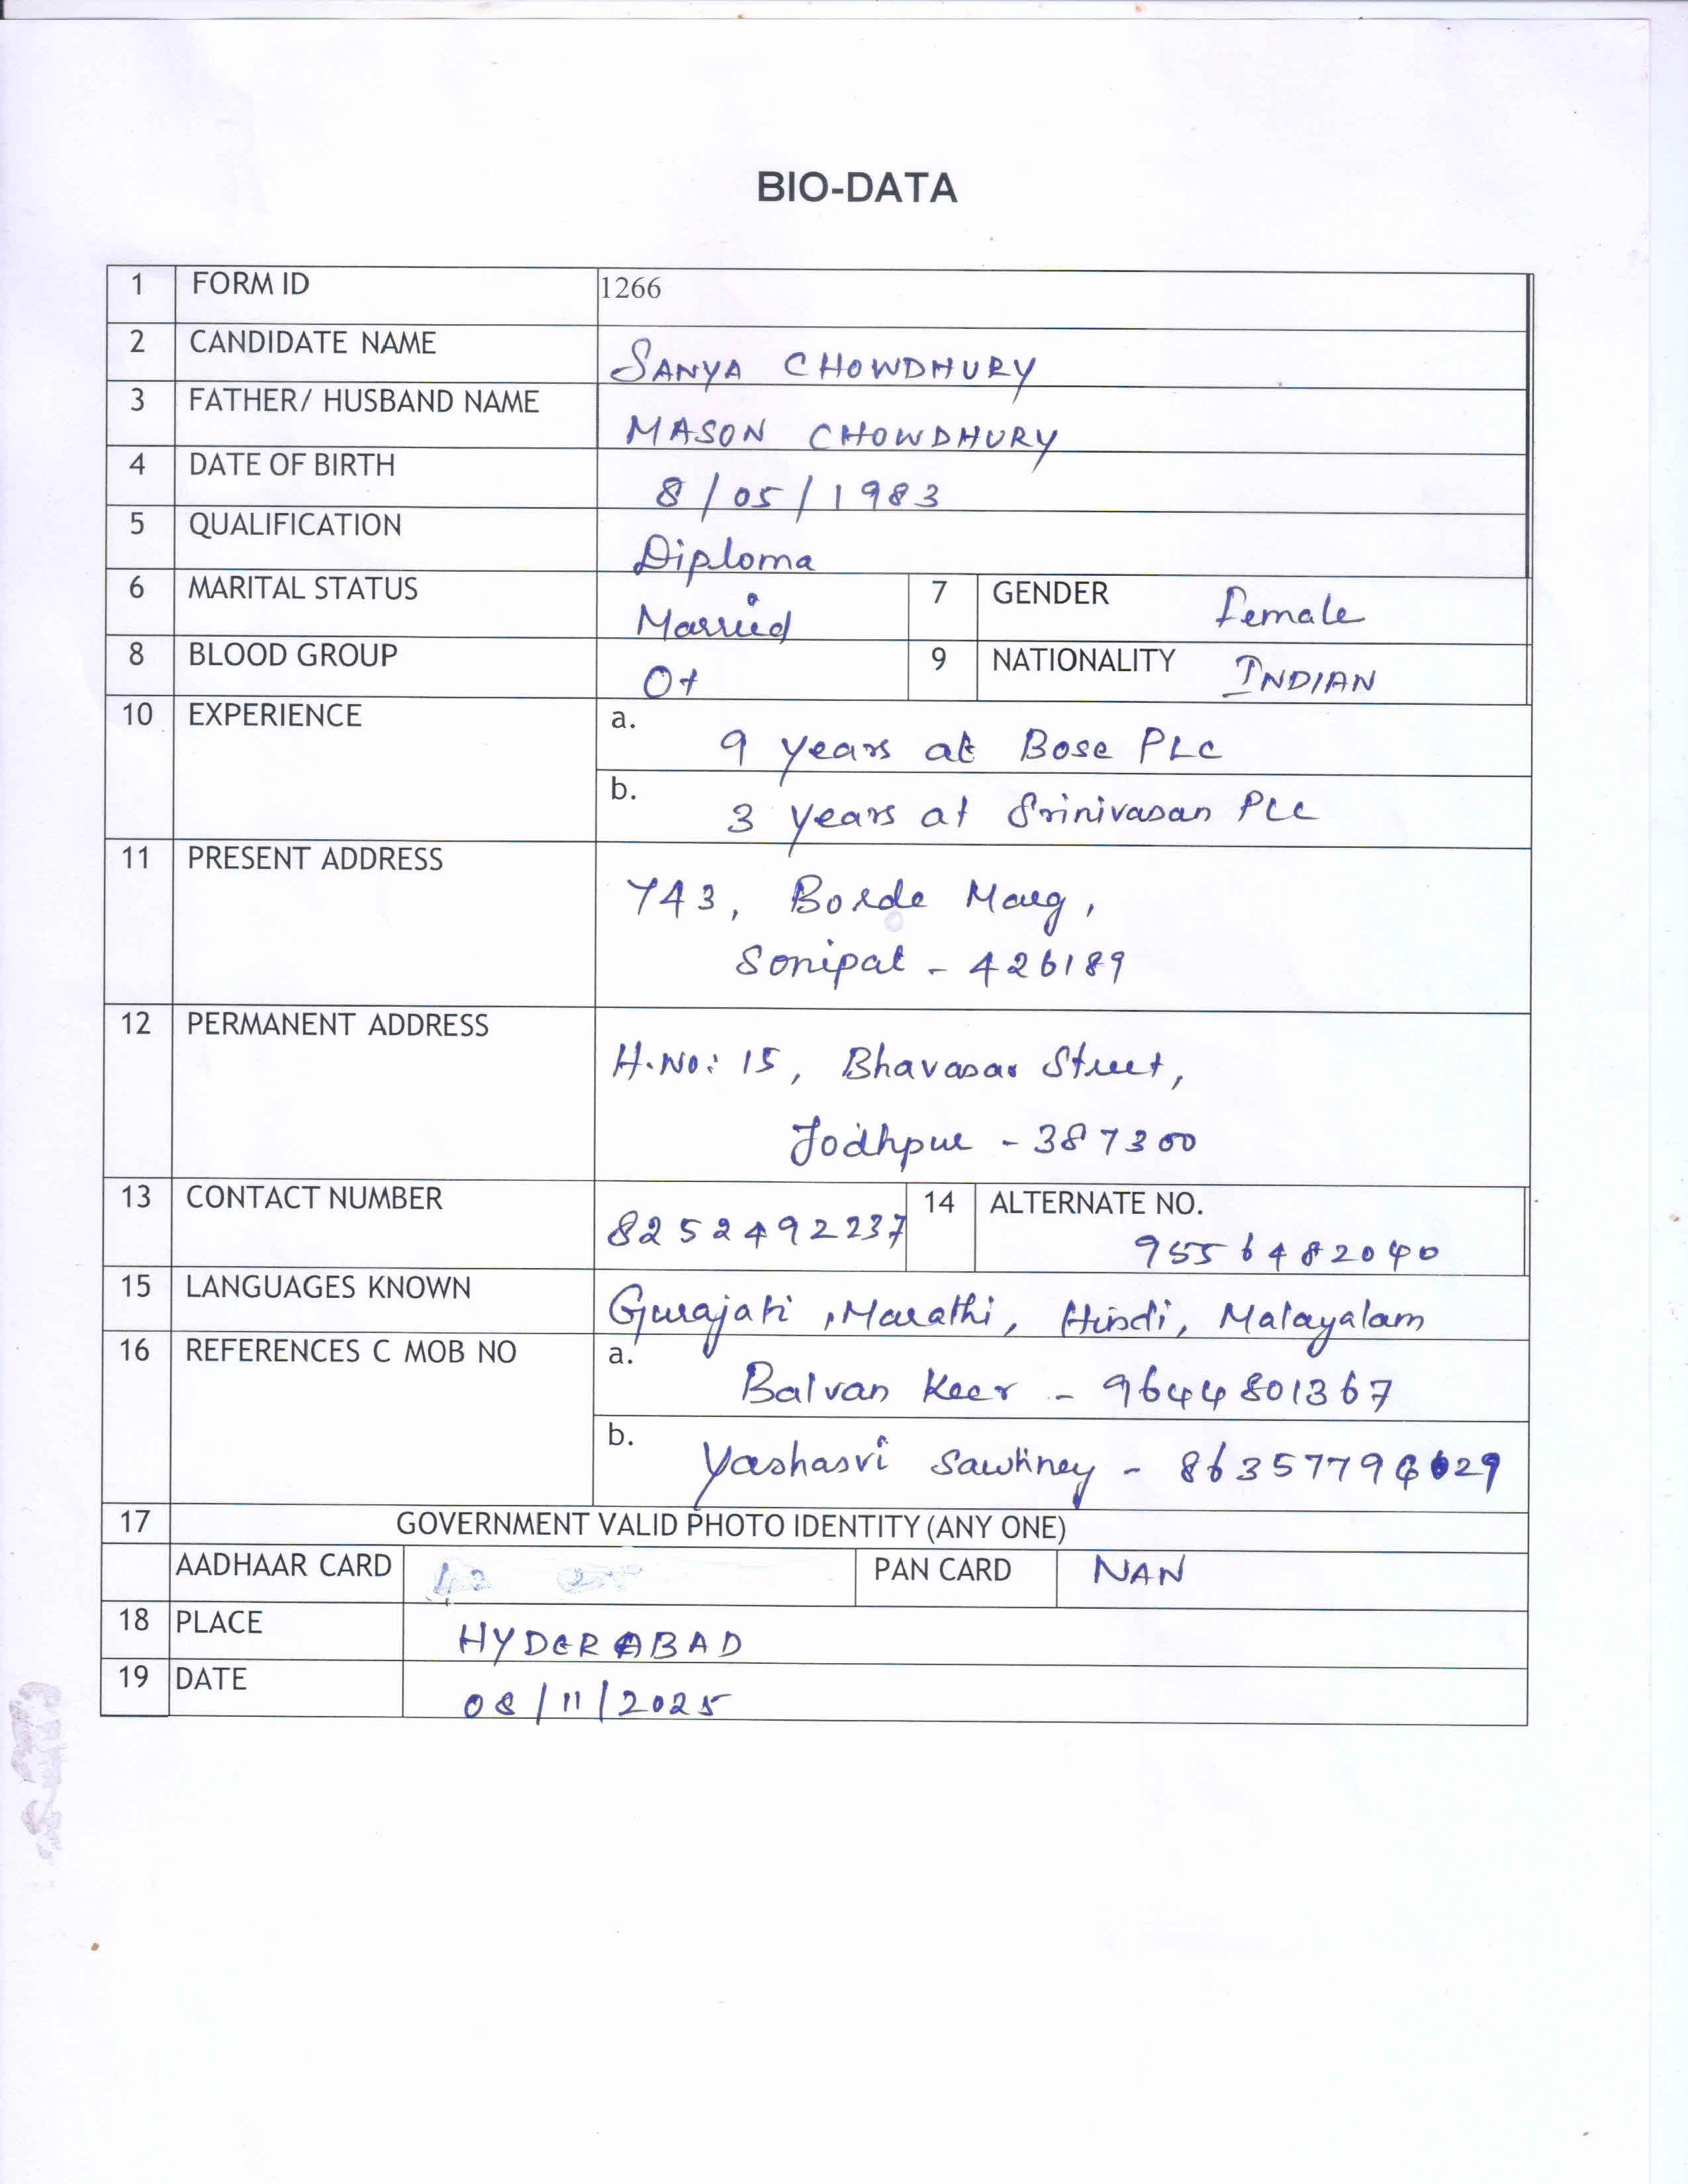 BIO-DATA
1 FORM ID 1266
2 CANDIDATE NAME SANYA CHOWDHURY
3 FATHER/ HUSBAND NAME MASON CHOWDHURY
4 DATE OF BIRTH 8/05/1983
5 QUALIFICATION Diploma
6 MARITAL STATUS Married 7 GENDER Female
8 BLOOD GROUP O+ 9 NATIONALITY INDIAN
10 EXPERIENCE a. 9 years at Bose PLC
b. 3 years at Srinivasan PLC
11 PRESENT ADDRESS 743, Borde Marg,
Sonipat - 426189
12 PERMANENT ADDRESS H.No: 15, Bhavasar Street,
Jodhpur - 387300
13 CONTACT NUMBER 8252492237 14 ALTERNATE NO.
9556482040
15 LANGUAGES KNOWN Gurajati, Marathi, Hindi, Malayalam
16 REFERENCES C MOB NO a. Balvan Keer - 9644801367
b. Yashasvi Sawhney -
17 GOVERNMENT VALID PHOTO IDENTITY (ANY ONE)
AADHAAR CARD PAN CARD NAN
18 PLACE HYDERABAD
19 DATE 08/11/2025